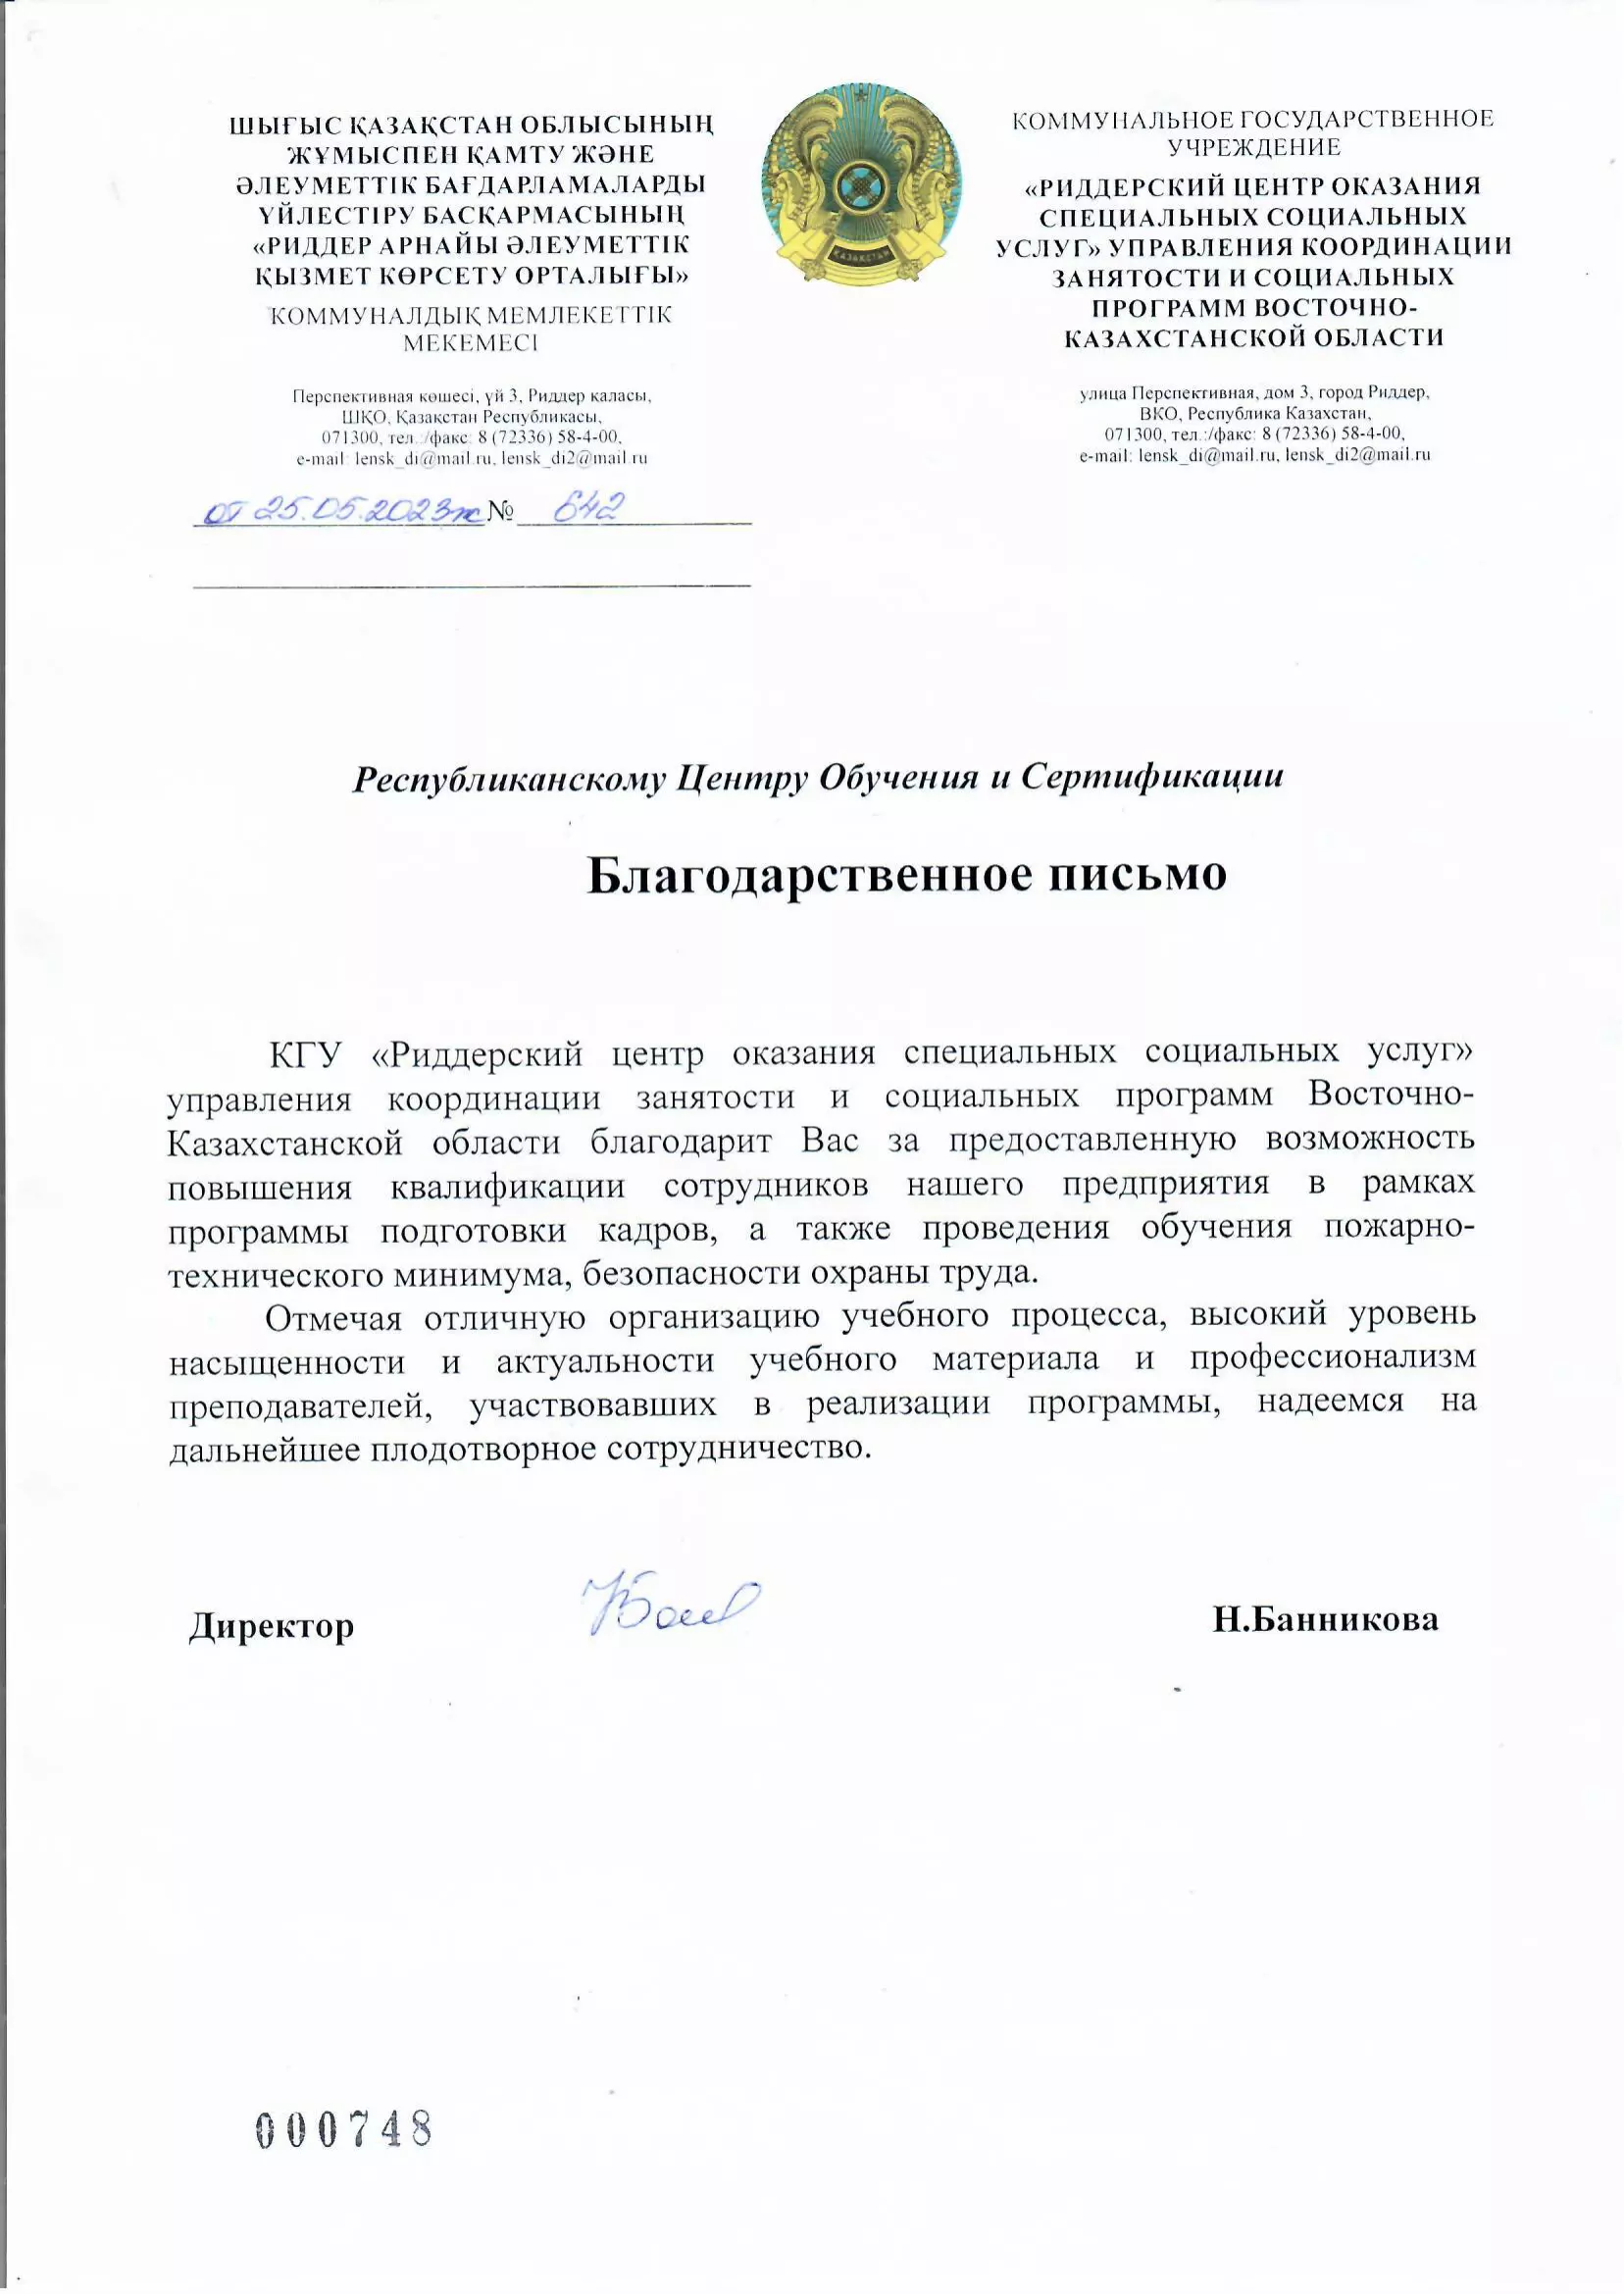 ШЫҒЫС ҚАЗАҚСТАН ОБЛЫСЫНЫҢ
ЖҰМЫСПЕН ҚАМТУ ЖӘНЕ
ӘЛЕУМЕТТІК БАҒДАРЛАМАЛАРДЫ
ҮЙЛЕСТІРУ БАСҚАРМАСЫНЫҢ
«РИДДЕР АРНАЙЫ ӘЛЕУМЕТТІК
ҚЫЗМЕТ КӨРСЕТУ ОРТАЛЫҒЫ»
КОММУНАЛДЫҚ МЕМЛЕКЕТТІК
МЕКЕМЕСІ
Перспективная көшесі, үй 3, Риддер қаласы,
ШҚО, Қазақстан Республикасы,
071300, тел.:/факс: 8 (72336) 58-4-00,
e-mail: lensk_di@mail.ru, lensk_di2@mail.ru
ҚАЗАҚСТАН
КОММУНАЛЬНОЕ ГОСУДАРСТВЕННОЕ
УЧРЕЖДЕНИЕ
«РИДДЕРСКИЙ ЦЕНТР ОКАЗАНИЯ
СПЕЦИАЛЬНЫХ СОЦИАЛЬНЫХ
УСЛУГ» УПРАВЛЕНИЯ КООРДИНАЦИИ
ЗАНЯТОСТИ И СОЦИАЛЬНЫХ
ПРОГРАММ ВОСТОЧНО-
КАЗАХСТАНСКОЙ ОБЛАСТИ
улица Перспективная, дом 3, город Риддер,
ВКО, Республика Казахстан,
071300, тел.:/факс: 8 (72336) 58-4-00,
e-mail: lensk_di@mail.ru, lensk_di2@mail.ru
от 25.05.2023ж № 642
Республиканскому Центру Обучения и Сертификации
Благодарственное письмо
КГУ «Риддерский центр оказания специальных социальных услуг»
управления координации занятости и социальных программ Восточно-
Казахстанской области благодарит Вас за предоставленную возможность
повышения квалификации сотрудников нашего предприятия в рамках
программы подготовки кадров, а также проведения обучения пожарно-
технического минимума, безопасности охраны труда.
Отмечая отличную организацию учебного процесса, высокий уровень
насыщенности и актуальности учебного материала и профессионализм
преподавателей, участвовавших в реализации программы, надеемся на
дальнейшее плодотворное сотрудничество.
Директор Н.Банникова
000748